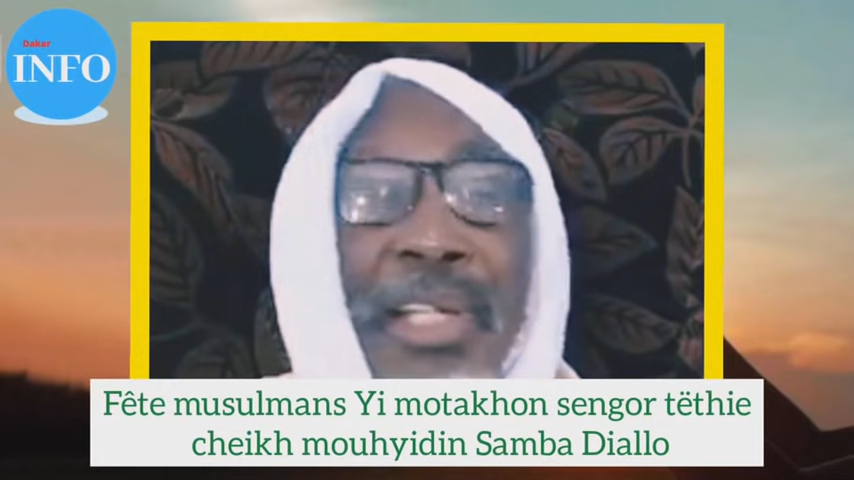 Dakar
INFO
Fête musulmans Yi motakhon sengor tëthie
cheikh mouhyidin Samba Diallo